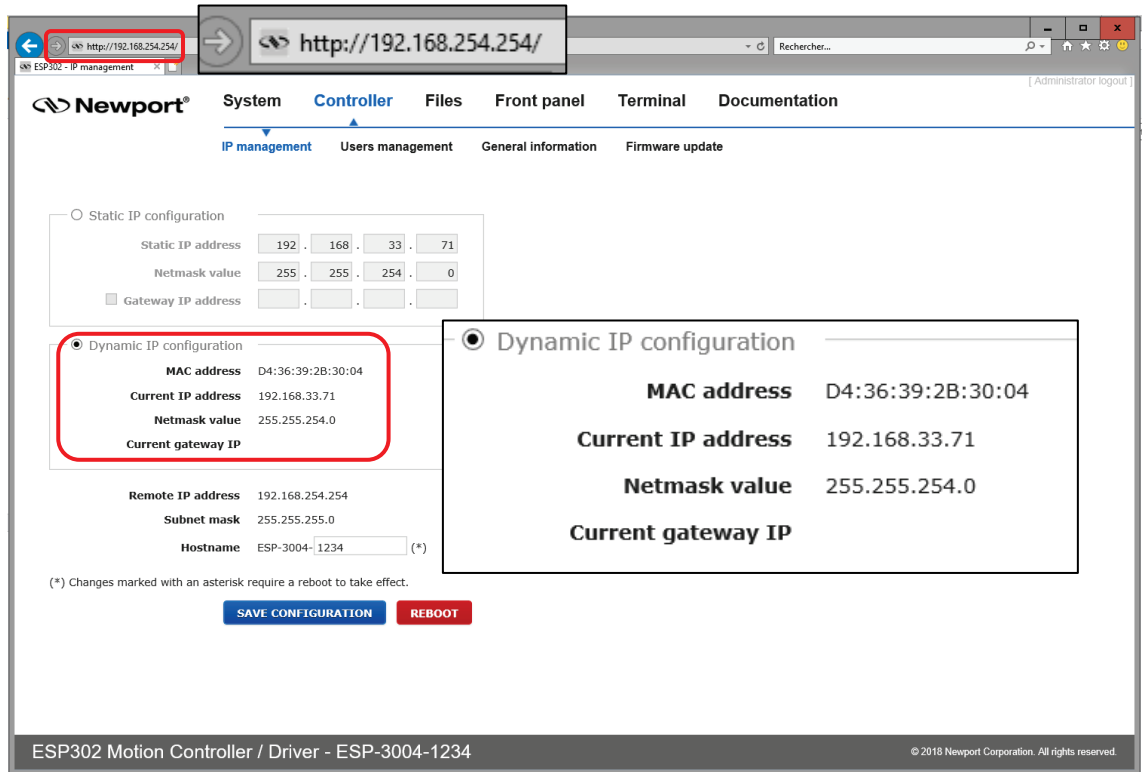 http://192.168.254.254/
http://192.168.254.254/
Rechercher...
ESP302 - IP management
[ Administrator logout ]
Newport®
System Controller Files Front panel Terminal Documentation
IP management Users management General information Firmware update
Static IP configuration
Static IP address 192 . 168 . 33 . 71
Netmask value 255 . 255 . 254 . 0
Gateway IP address . . .
Dynamic IP configuration
MAC address D4:36:39:2B:30:04
Current IP address 192.168.33.71
Netmask value 255.255.254.0
Current gateway IP
Dynamic IP configuration
MAC address D4:36:39:2B:30:04
Current IP address 192.168.33.71
Netmask value 255.255.254.0
Current gateway IP
Remote IP address 192.168.254.254
Subnet mask 255.255.255.0
Hostname ESP-3004- 1234 (*)
(*) Changes marked with an asterisk require a reboot to take effect.
SAVE CONFIGURATION REBOOT
ESP302 Motion Controller / Driver - ESP-3004-1234
© 2018 Newport Corporation. All rights reserved.